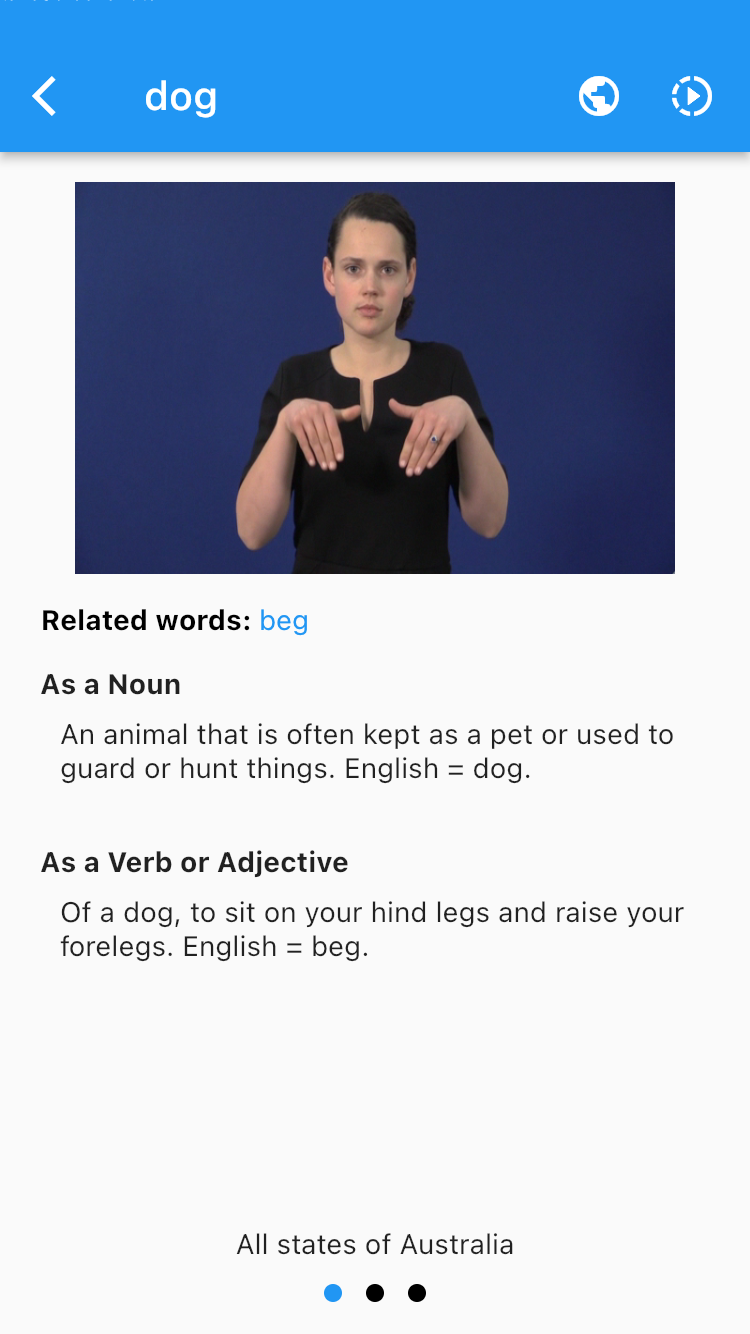 dog
Related words: beg
As a Noun
An animal that is often kept as a pet or used to
guard or hunt things. English = dog.
As a Verb or Adjective
Of a dog, to sit on your hind legs and raise your
forelegs. English = beg.
All states of Australia